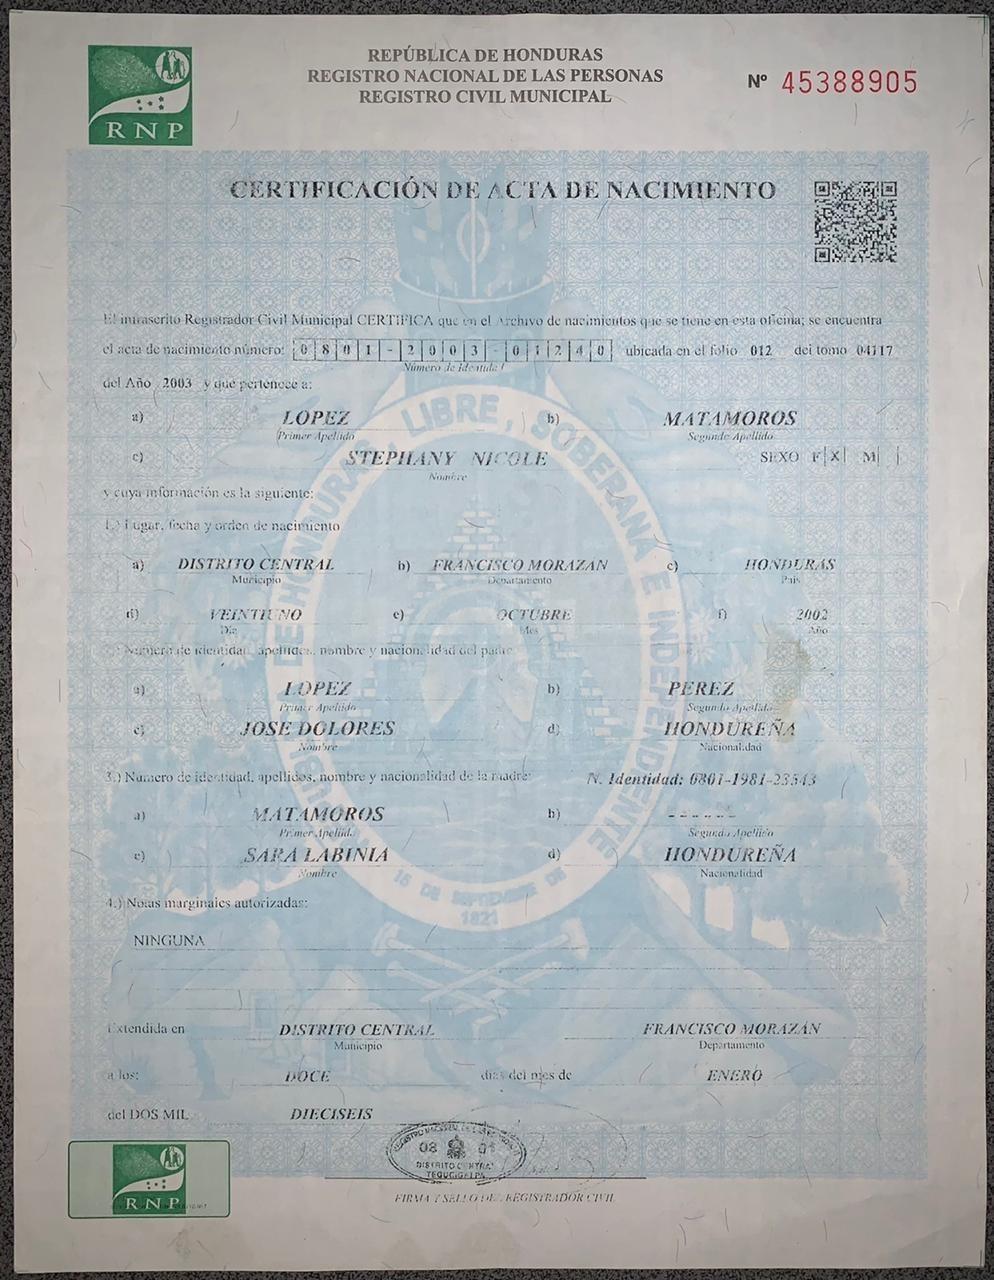 RNP
REPÚBLICA DE HONDURAS
REGISTRO NACIONAL DE LAS PERSONAS
REGISTRO CIVIL MUNICIPAL
Nº 45388905
CERTIFICACIÓN DE ACTA DE NACIMIENTO
El infrascrito Registrador Civil Municipal CERTIFICA que en el Archivo de nacimientos que se tiene en esta oficina; se encuentra
el acta de nacimiento número: 0801-2003-01240 ubicada en el folio 012 del tomo 04117
Número de Identidad
del Año 2003 y que pertenece a:
a) LOPEZ b) MATAMOROS
Primer Apellido Segundo Apellido
c) STEPHANY NICOLE SEXO F|X| M| |
Nombre
y cuya información es la siguiente:
1.) Lugar, fecha y orden de nacimiento
a) DISTRITO CENTRAL b) FRANCISCO MORAZAN c) HONDURAS
Municipio Departamento Pais
d) VEINTIUNO e) OCTUBRE f) 2002
Día Mes Año
Número de identidad, apellidos, nombre y nacionalidad del padre
a) LOPEZ b) PEREZ
Primer Apellido Segundo Apellido
c) JOSE DOLORES d) HONDUREÑA
Nombre Nacionalidad
3.) Numero de identidad, apellidos, nombre y nacionalidad de la madre: N. Identidad: 0801-1981-23543
a) MATAMOROS b) ------
Primer Apellido Segundo Apellido
c) SARA LABINIA d) HONDUREÑA
Nombre Nacionalidad
4.) Notas marginales autorizadas:
NINGUNA
Extendida en DISTRITO CENTRAL FRANCISCO MORAZÁN
Municipio Departamento
a los: DOCE días del mes de ENERO
del DOS MIL DIECISEIS
08 01
DISTRITO CENTRAL
TEGUCIGALPA
FIRMA Y SELLO DEL REGISTRADOR CIVIL
RNP
LIBRE, SOBERANA E INDEPENDIENTE
15 DE SEPTIEMBRE DE
1821